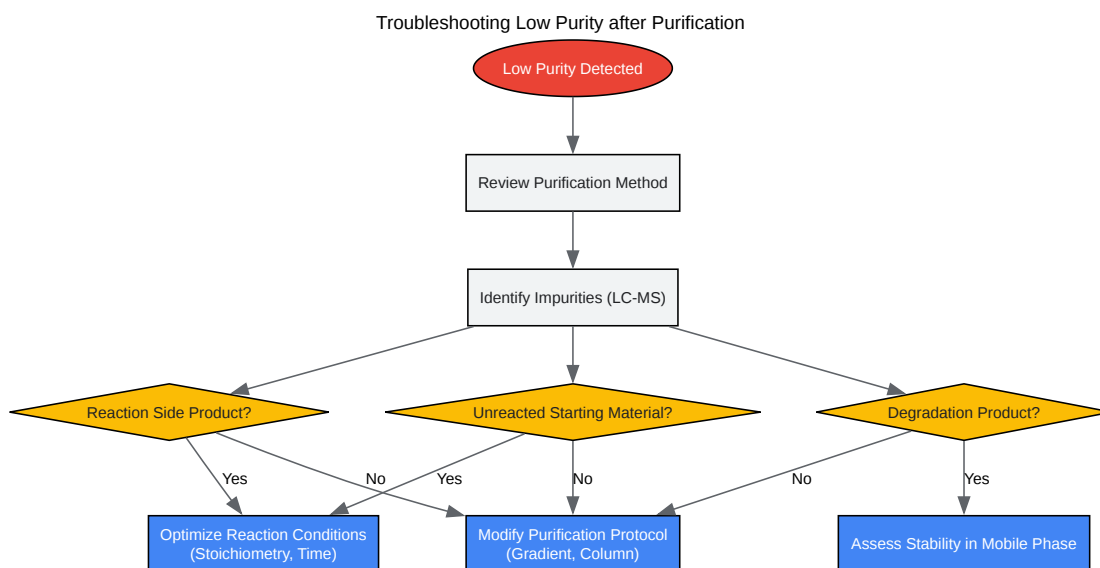 Troubleshooting Low Purity after Purification
Low Purity Detected
Review Purification Method
Identify Impurities (LC-MS)
Reaction Side Product?
Unreacted Starting Material?
Degradation Product?
Yes
No
Yes
No
No
Yes
Optimize Reaction Conditions
(Stoichiometry, Time)
Modify Purification Protocol
(Gradient, Column)
Assess Stability in Mobile Phase